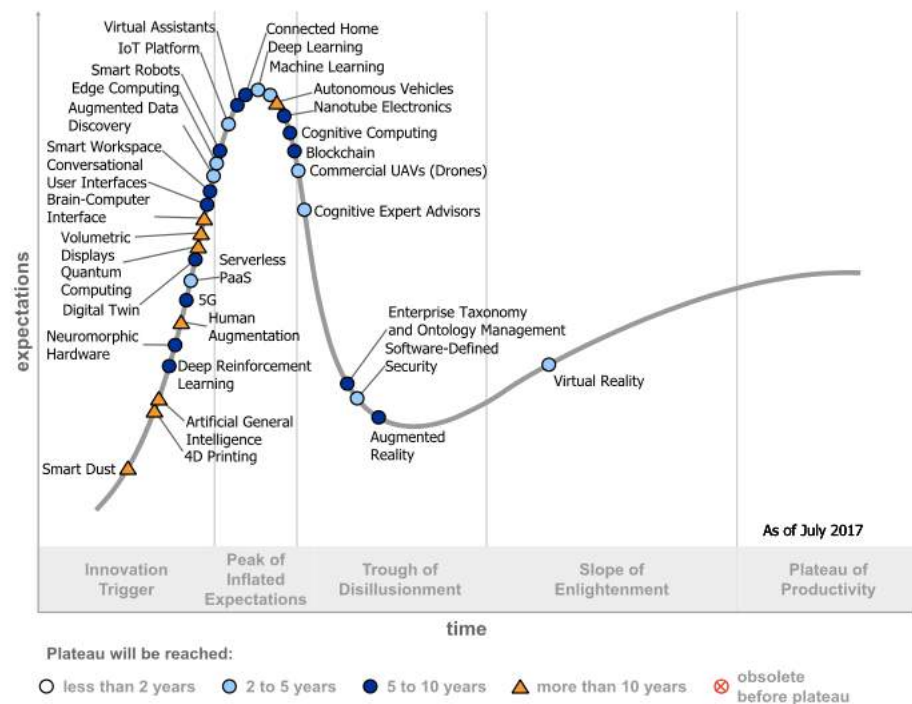 Virtual Assistants
IoT Platform
Smart Robots
Edge Computing
Augmented Data
Discovery
Smart Workspace
Conversational
User Interfaces
Brain-Computer
Interface
Volumetric
Displays
Quantum
Computing
Digital Twin
Serverless
PaaS
5G
Human
Augmentation
Neuromorphic
Hardware
Deep Reinforcement
Learning
Artificial General
Intelligence
4D Printing
Smart Dust
Connected Home
Deep Learning
Machine Learning
Autonomous Vehicles
Nanotube Electronics
Cognitive Computing
Blockchain
Commercial UAVs (Drones)
Cognitive Expert Advisors
Enterprise Taxonomy
and Ontology Management
Software-Defined
Security
Augmented
Reality
Virtual Reality
expectations
As of July 2017
Innovation
Trigger
Peak of
Inflated
Expectations
Trough of
Disillusionment
Slope of
Enlightenment
Plateau of
Productivity
time
Plateau will be reached:
less than 2 years
2 to 5 years
5 to 10 years
more than 10 years
obsolete
before plateau